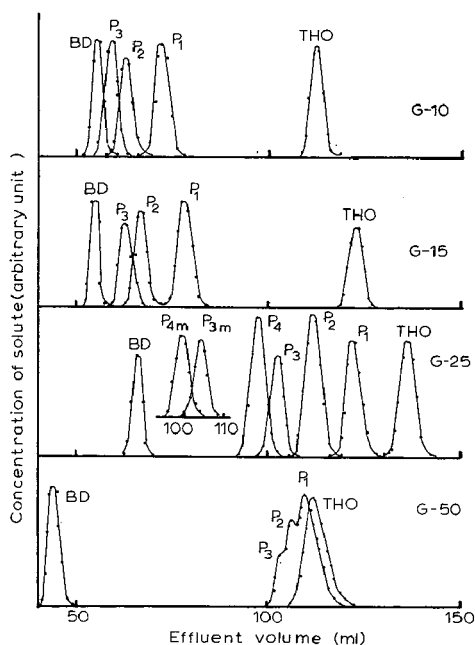 BD P₃ P₂ P₁ THO
G-10
BD P₃ P₂ P₁ THO
G-15
BD P₄m P₃m P₄ P₃ P₂ P₁ THO
G-25
100 110
BD P₃ P₂ P₁ THO
G-50
50 100 150
Effluent volume (ml)
Concentration of solute(arbitrary unit)